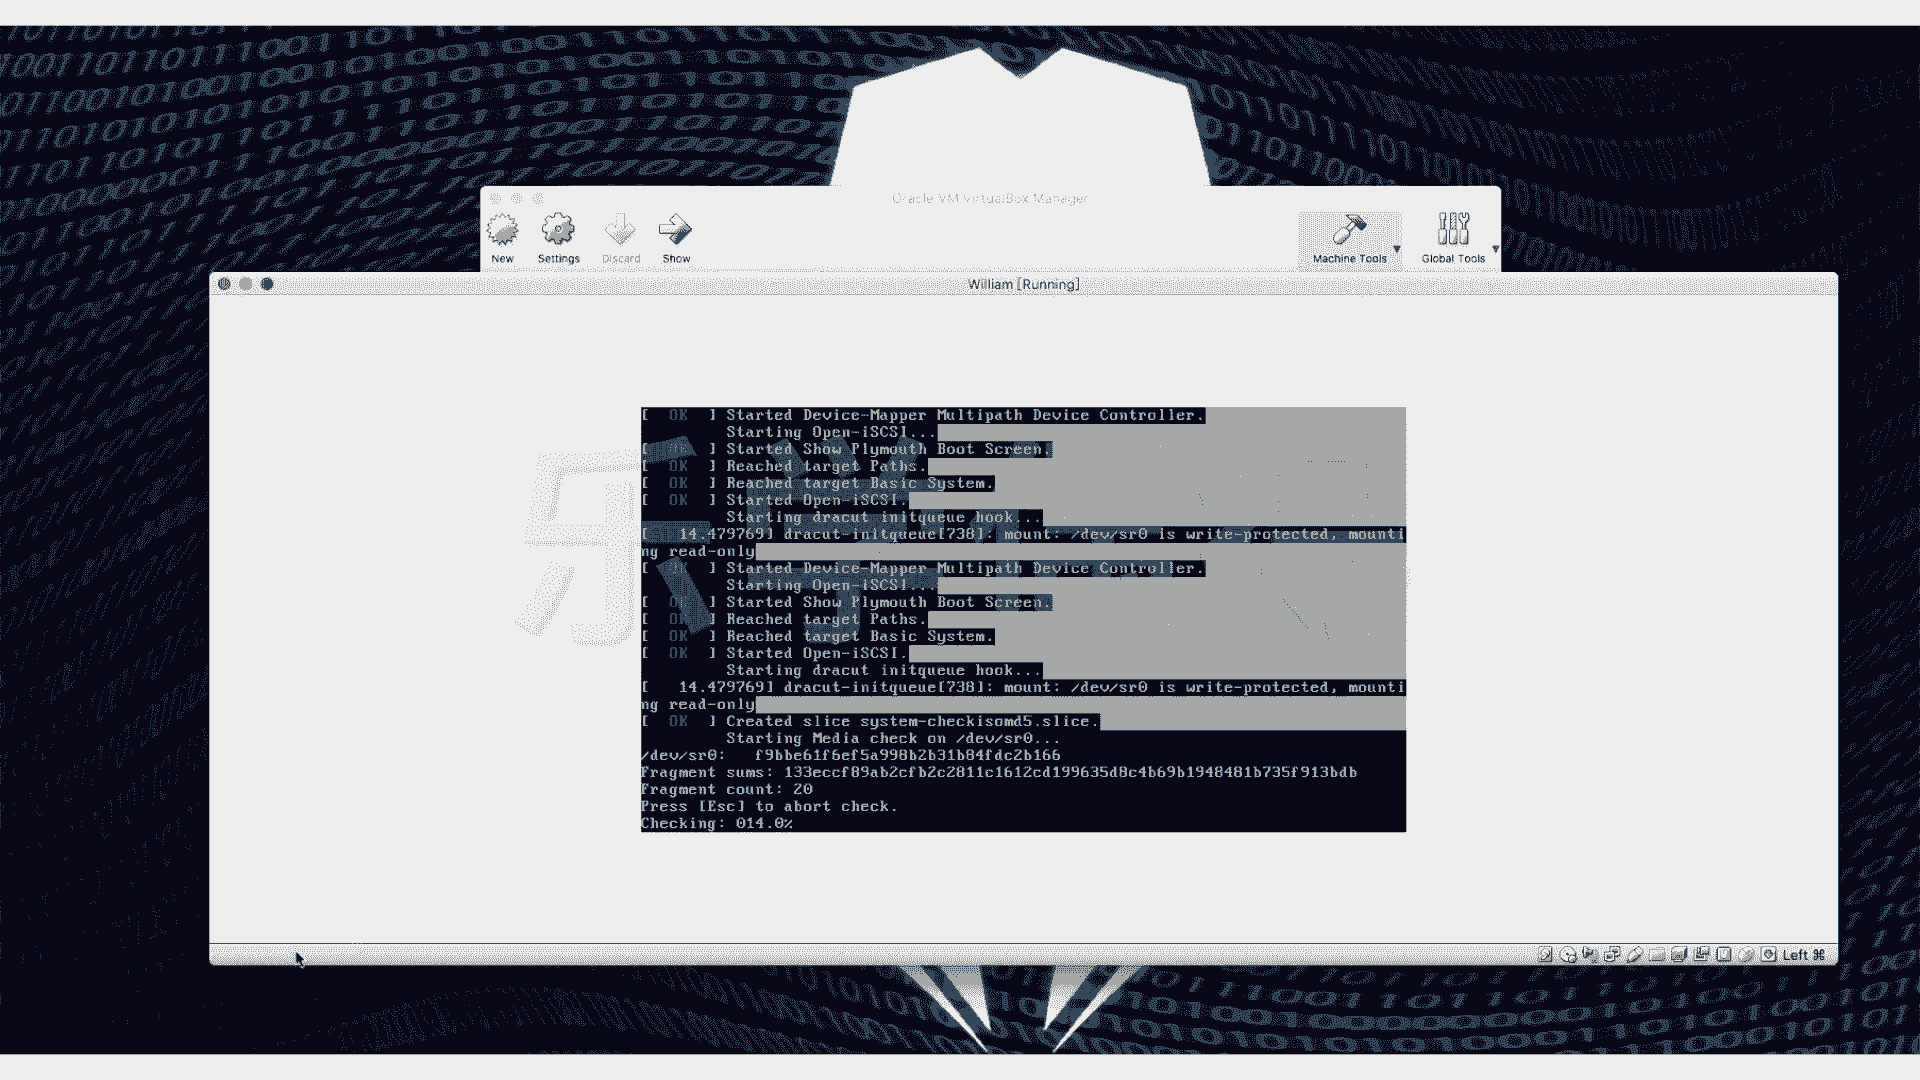 Oracle VM VirtualBox Manager
New
Settings
Discard
Show
Machine Tools
Global Tools
William [Running]
[  OK  ] Started Device-Mapper Multipath Device Controller.
Starting Open-iSCSI...
[  OK  ] Started Show Plymouth Boot Screen.
[  OK  ] Reached target Paths.
[  OK  ] Reached target Basic System.
[  OK  ] Started Open-iSCSI.
Starting dracut initqueue hook...
[   14.479769] dracut-initqueue[738]: mount: /dev/sr0 is write-protected, mounti
ng read-only
[  OK  ] Started Device-Mapper Multipath Device Controller.
Starting Open-iSCSI...
[  OK  ] Started Show Plymouth Boot Screen.
[  OK  ] Reached target Paths.
[  OK  ] Reached target Basic System.
[  OK  ] Started Open-iSCSI.
Starting dracut initqueue hook...
[   14.479769] dracut-initqueue[738]: mount: /dev/sr0 is write-protected, mounti
ng read-only
[  OK  ] Created slice system-checkisomd5.slice.
Starting Media check on /dev/sr0...
/dev/sr0:   f9bbe61f6ef5a998b2b31b84fdc2b166
Fragment sums: 133eccf89ab2cfb2c2811c1612cd199635d8c4b69b1948481b735f913bdb
Fragment count: 20
Press [Esc] to abort check.
Checking: 014.0%
Left ⌘